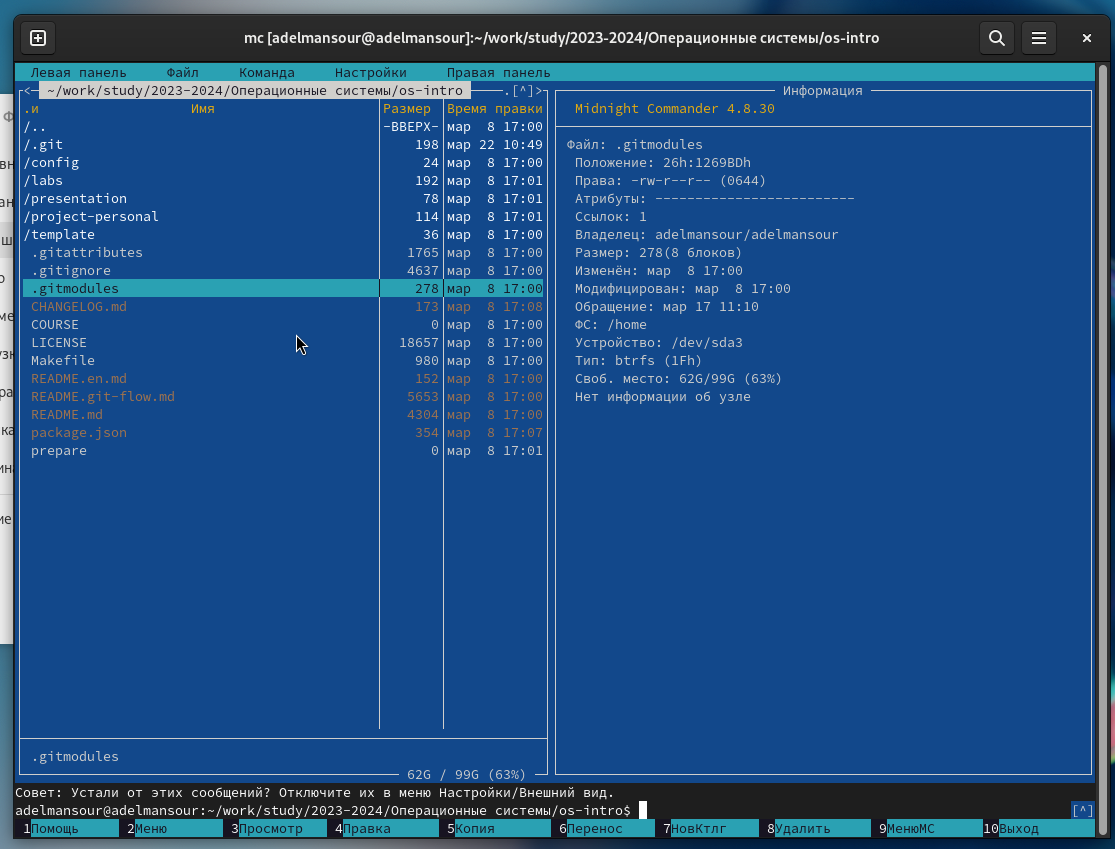 mc [adelmansour@adelmansour]:~/work/study/2023-2024/Операционные системы/os-intro
Левая панель Файл Команда Настройки Правая панель
<─ ~/work/study/2023-2024/Операционные системы/os-intro ───.[^]>
Информация
.и Имя Размер Время правки
Midnight Commander 4.8.30
/.. -ВВЕРХ- мар 8 17:00
/.git 198 мар 22 10:49
Файл: .gitmodules
/config 24 мар 8 17:00
Положение: 26h:1269BDh
/labs 192 мар 8 17:01
Права: -rw-r--r-- (0644)
/presentation 78 мар 8 17:01
Атрибуты: -------------------------
/project-personal 114 мар 8 17:01
Ссылок: 1
/template 36 мар 8 17:00
Владелец: adelmansour/adelmansour
.gitattributes 1765 мар 8 17:00
Размер: 278(8 блоков)
.gitignore 4637 мар 8 17:00
Изменён: мар 8 17:00
.gitmodules 278 мар 8 17:00
Модифицирован: мар 8 17:00
CHANGELOG.md 173 мар 8 17:08
Обращение: мар 17 11:10
COURSE 0 мар 8 17:00
ФС: /home
LICENSE 18657 мар 8 17:00
Устройство: /dev/sda3
Makefile 980 мар 8 17:00
Тип: btrfs (1Fh)
README.en.md 152 мар 8 17:00
Своб. место: 62G/99G (63%)
README.git-flow.md 5653 мар 8 17:00
Нет информации об узле
README.md 4304 мар 8 17:00
package.json 354 мар 8 17:07
prepare 0 мар 8 17:01
.gitmodules
62G / 99G (63%)
Совет: Устали от этих сообщений? Отключите их в меню Настройки/Внешний вид.
adelmansour@adelmansour:~/work/study/2023-2024/Операционные системы/os-intro$ [^]
1Помощь 2Меню 3Просмотр 4Правка 5Копия 6Перенос 7НовКтлг 8Удалить 9МенюМС 10Выход